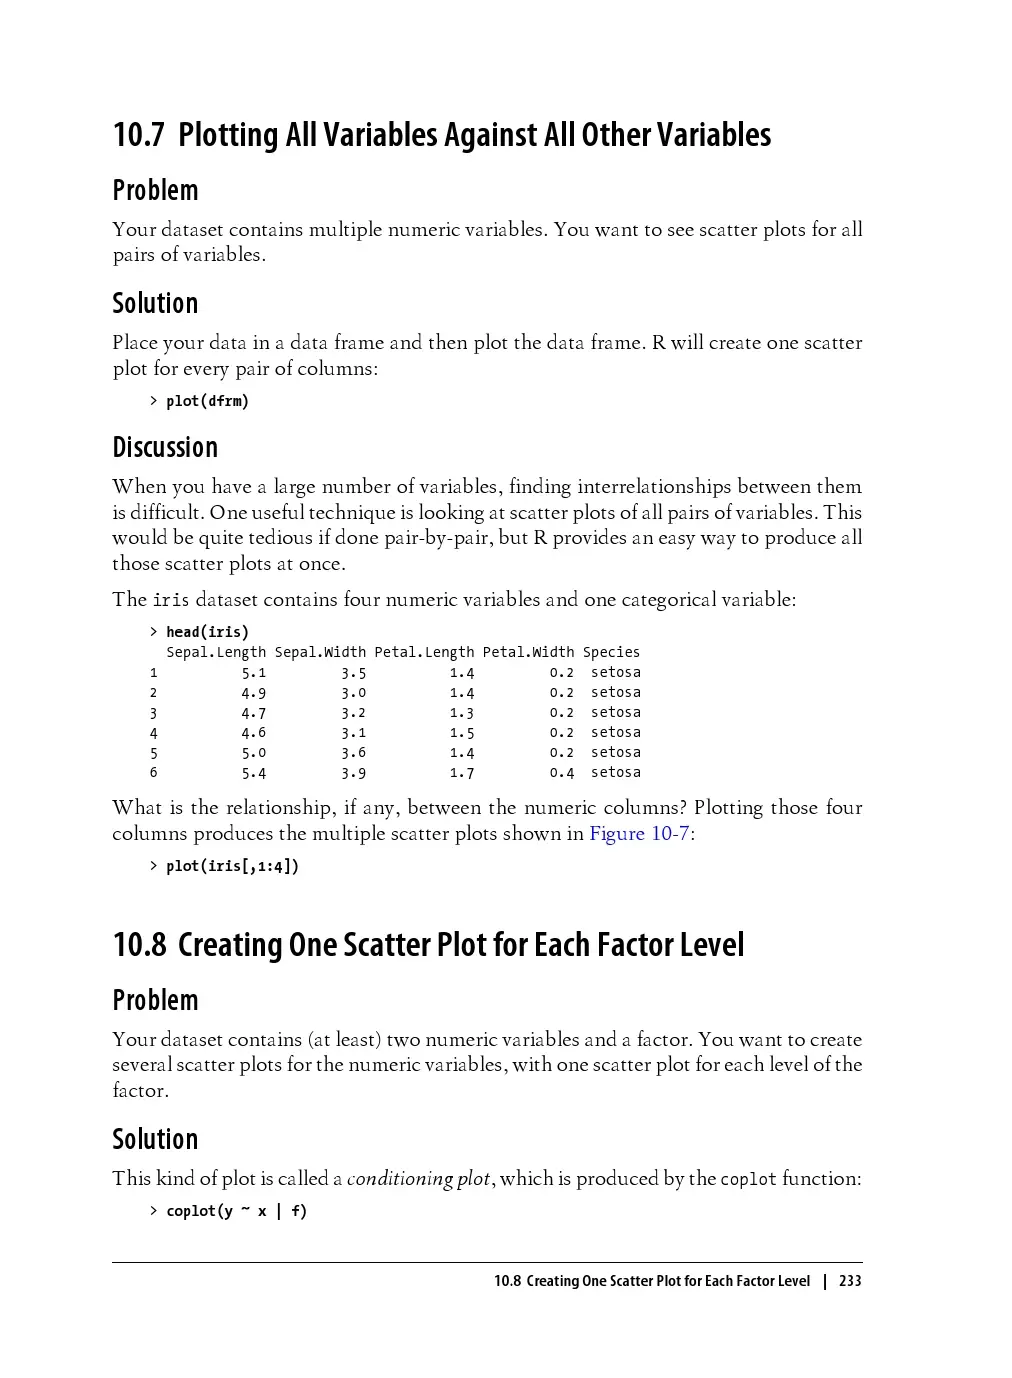 10.7 Plotting All Variables Against All Other Variables
Problem
Your dataset contains multiple numeric variables. You want to see scatter plots for all
pairs of variables.
Solution
Place your data in a data frame and then plot the data frame. R will create one scatter
plot for every pair of columns:
> plot(dfrm)
Discussion
When you have a large number of variables, finding interrelationships between them
is difficult. One useful technique is looking at scatter plots of all pairs of variables. This
would be quite tedious if done pair-by-pair, but R provides an easy way to produce all
those scatter plots at once.
The iris dataset contains four numeric variables and one categorical variable:
> head(iris)
Sepal.Length Sepal.Width Petal.Length Petal.Width Species
1 5.1 3.5 1.4 0.2 setosa
2 4.9 3.0 1.4 0.2 setosa
3 4.7 3.2 1.3 0.2 setosa
4 4.6 3.1 1.5 0.2 setosa
5 5.0 3.6 1.4 0.2 setosa
6 5.4 3.9 1.7 0.4 setosa
What is the relationship, if any, between the numeric columns? Plotting those four
columns produces the multiple scatter plots shown in Figure 10-7:
> plot(iris[,1:4])
10.8 Creating One Scatter Plot for Each Factor Level
Problem
Your dataset contains (at least) two numeric variables and a factor. You want to create
several scatter plots for the numeric variables, with one scatter plot for each level of the
factor.
Solution
This kind of plot is called a conditioning plot, which is produced by the coplot function:
> coplot(y ~ x | f)
10.8 Creating One Scatter Plot for Each Factor Level | 233